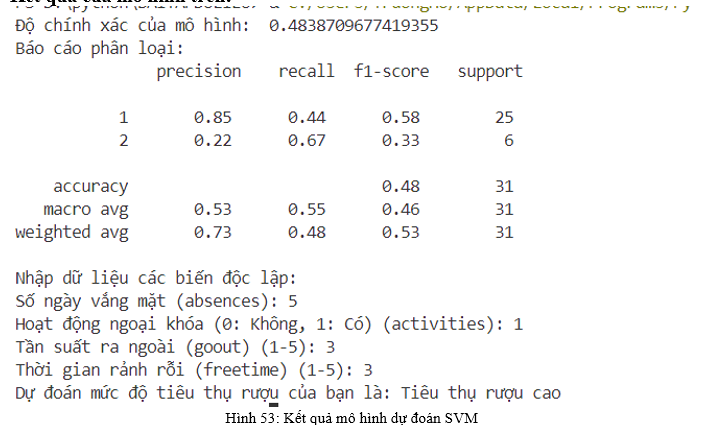 Kết quả của mô hình trên:
Độ chính xác của mô hình: 0.4838709677419355
Báo cáo phân loại:
precision recall f1-score support
1 0.85 0.44 0.58 25
2 0.22 0.67 0.33 6
accuracy 0.48 31
macro avg 0.53 0.55 0.46 31
weighted avg 0.73 0.48 0.53 31
Nhập dữ liệu các biến độc lập:
Số ngày vắng mặt (absences): 5
Hoạt động ngoại khóa (0: Không, 1: Có) (activities): 1
Tần suất ra ngoài (goout) (1-5): 3
Thời gian rảnh rỗi (freetime) (1-5): 3
Dự đoán mức độ tiêu thụ rượu của bạn là: Tiêu thụ rượu cao
Hình 53: Kết quả mô hình dự đoán SVM